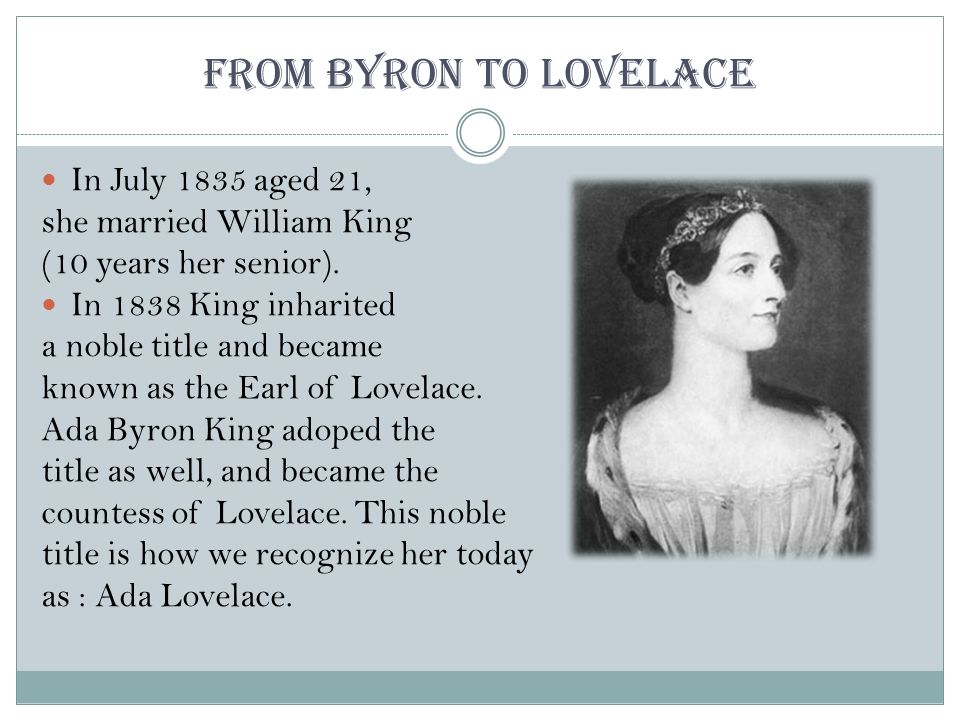 FROM BYRON TO LOVELACE
• In July 1835 aged 21,
she married William King
(10 years her senior).
• In 1838 King inharited
a noble title and became
known as the Earl of Lovelace.
Ada Byron King adoped the
title as well, and became the
countess of Lovelace. This noble
title is how we recognize her today
as : Ada Lovelace.